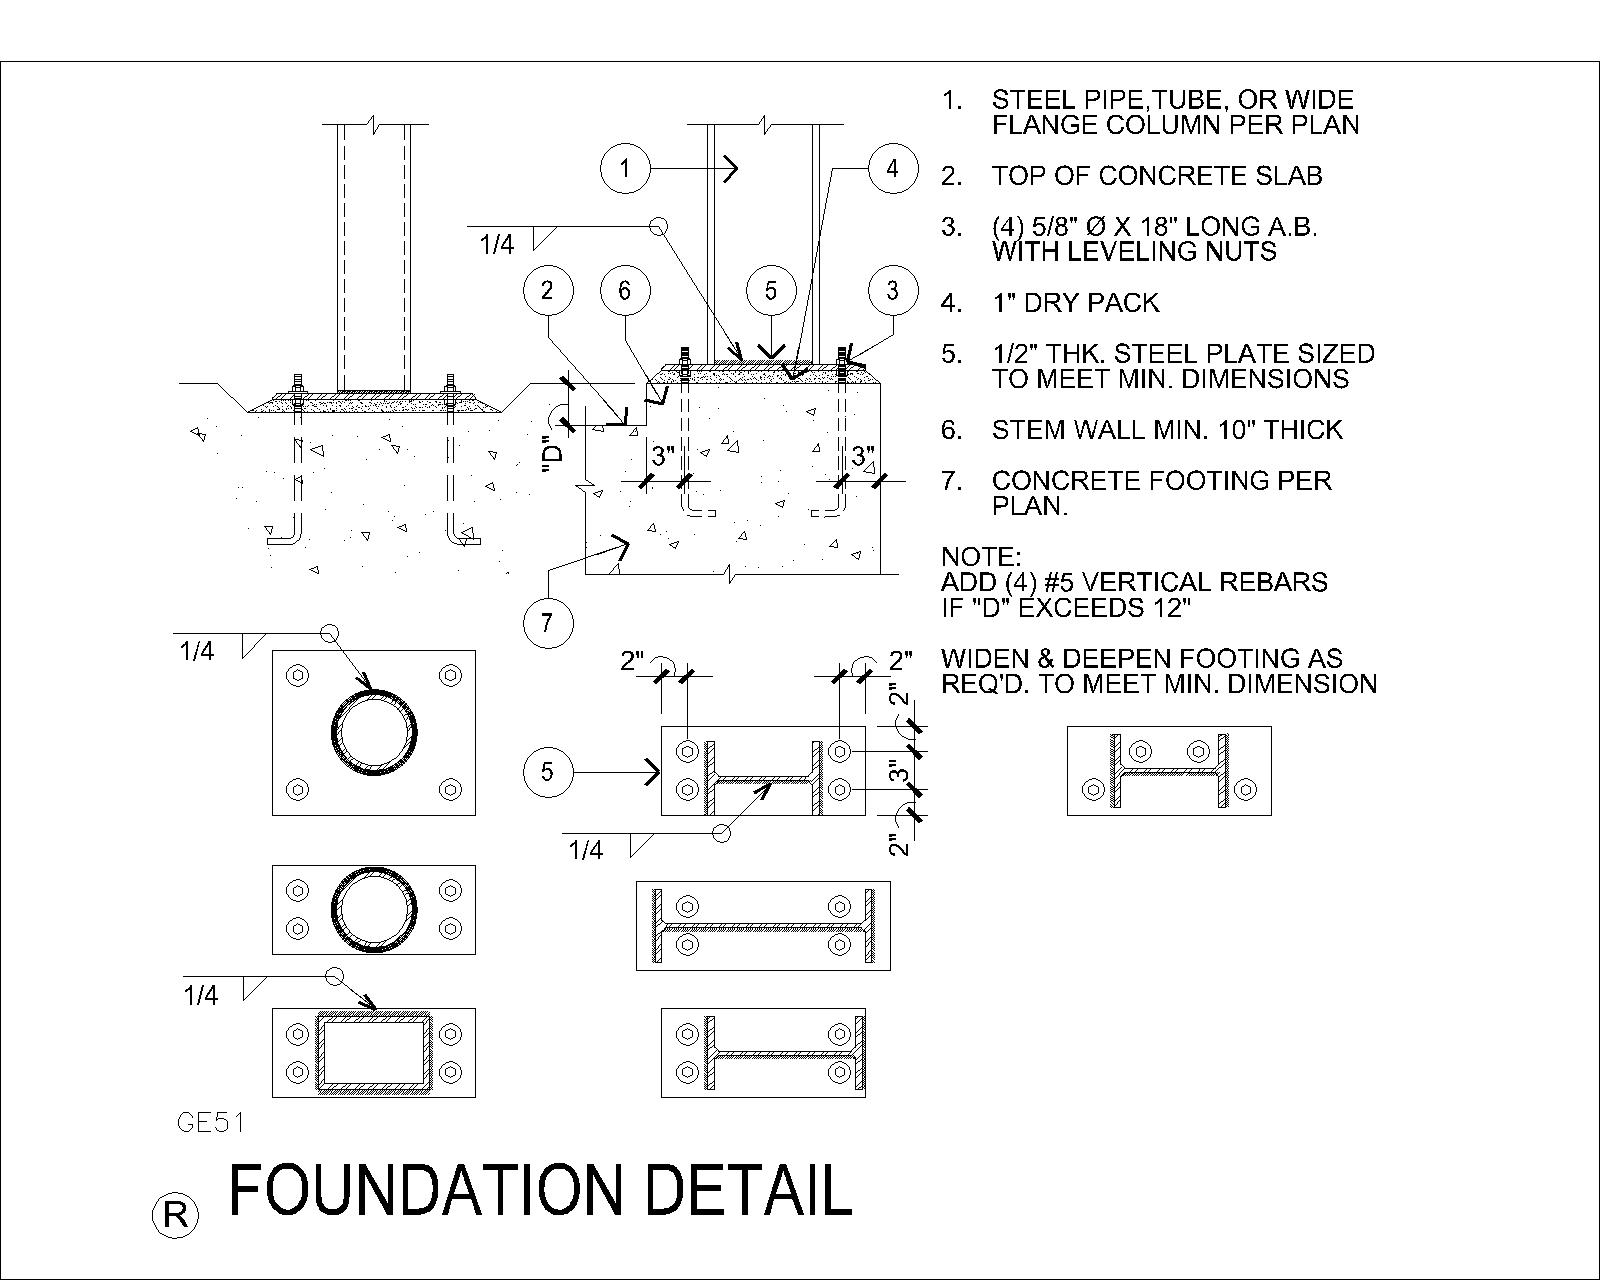 1. STEEL PIPE,TUBE, OR WIDE
FLANGE COLUMN PER PLAN
2. TOP OF CONCRETE SLAB
3. (4) 5/8" Ø X 18" LONG A.B.
WITH LEVELING NUTS
4. 1" DRY PACK
5. 1/2" THK. STEEL PLATE SIZED
TO MEET MIN. DIMENSIONS
6. STEM WALL MIN. 10" THICK
7. CONCRETE FOOTING PER
PLAN.
NOTE:
ADD (4) #5 VERTICAL REBARS
IF "D" EXCEEDS 12"
WIDEN & DEEPEN FOOTING AS
REQ'D. TO MEET MIN. DIMENSION
1
4
1/4
2
6
5
3
"D"
3"
3"
7
1/4
2"
2"
2"
5
3"
1/4
2"
1/4
GE51
R FOUNDATION DETAIL